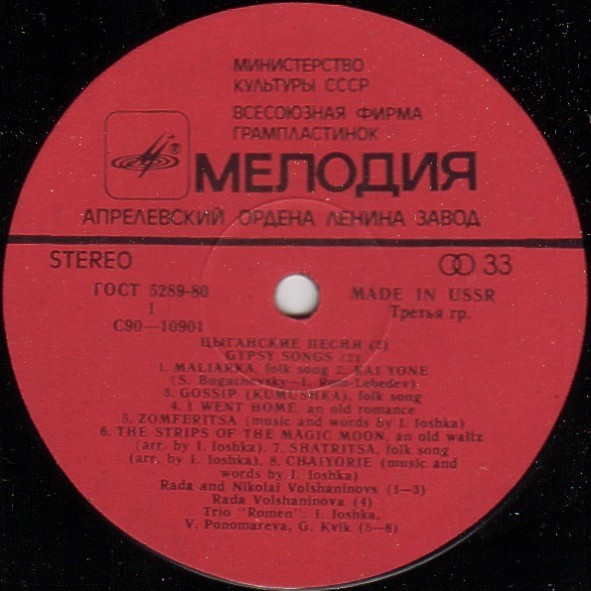 МИНИСТЕРСТВО
КУЛЬТУРЫ СССР
ВСЕСОЮЗНАЯ ФИРМА
ГРАМПЛАСТИНОК
®
МЕЛОДИЯ
АПРЕЛЕВСКИЙ ОРДЕНА ЛЕНИНА ЗАВОД
STEREO
33
ГОСТ 5289-80
MADE IN USSR
1
Третья гр.
С90—10901
ЦЫГАНСКИЕ ПЕСНИ (2)
GYPSY SONGS (2)
1. MALIARKA, folk song 2. KAI YONE
(S. Bugachevsky—I. Rom-Lebedev)
3. GOSSIP (KUMUSHKA), folk song
4. I WENT HOME, an old romance
5. ZOMFERITSA (music and words by I. Ioshka)
6. THE STRIPS OF THE MAGIC MOON, an old waltz
(arr. by I. Ioshka). 7. SHATRITSA, folk song
(arr. by I. Ioshka). 8. CHAIYORIE (music and
words by I. Ioshka)
Rada and Nikolai Volshaninovs (1—3)
Rada Volshaninova (4)
Trio "Romen": I. Ioshka,
V. Ponomareva, G. Kvik (5—8)